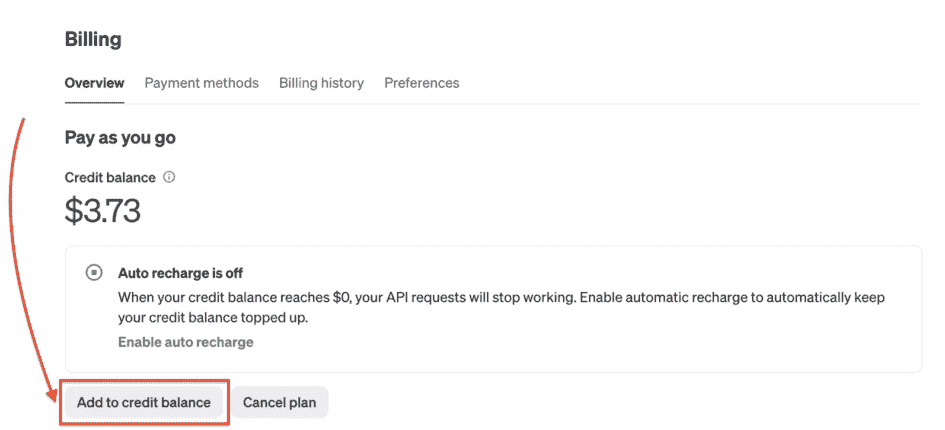 Billing
Overview Payment methods Billing history Preferences
Pay as you go
Credit balance
$3.73
Auto recharge is off
When your credit balance reaches $0, your API requests will stop working. Enable automatic recharge to automatically keep
your credit balance topped up.
Enable auto recharge
Add to credit balance Cancel plan